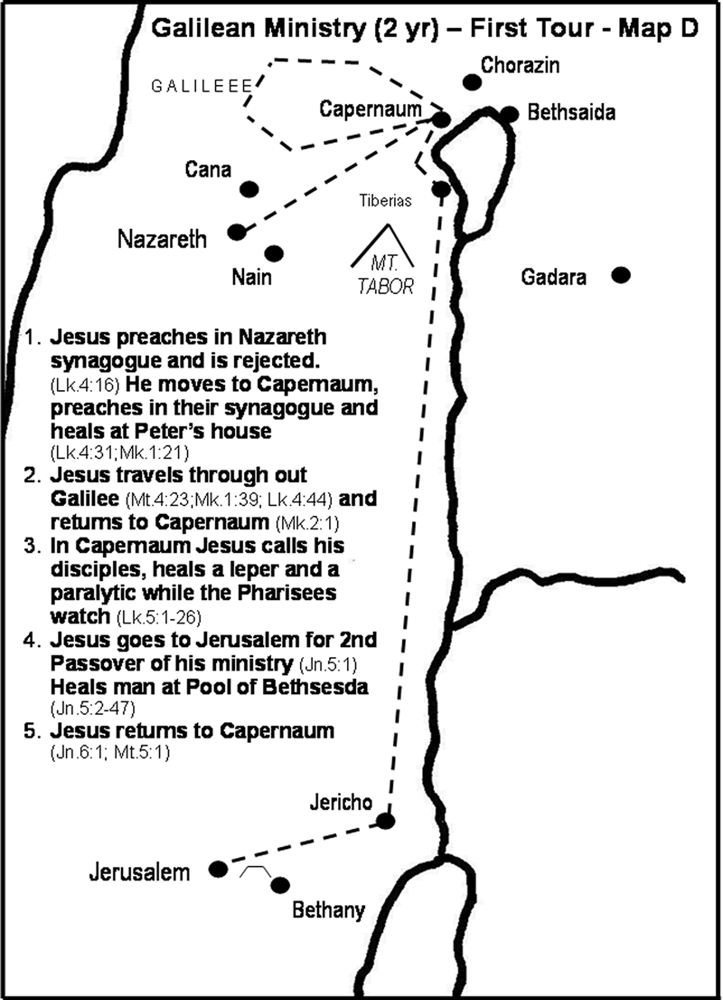 Galilean Ministry (2 yr) – First Tour - Map D
Chorazin
GALILEEE
Capernaum
Bethsaida
Cana
Tiberias
Nazareth
MT.
TABOR
Nain
Gadara
1. Jesus preaches in Nazareth
synagogue and is rejected.
(Lk.4:16) He moves to Capernaum,
preaches in their synagogue and
heals at Peter's house
(Lk.4:31;Mk.1:21)
2. Jesus travels through out
Galilee (Mt.4:23;Mk.1:39; Lk.4:44) and
returns to Capernaum (Mk.2:1)
3. In Capernaum Jesus calls his
disciples, heals a leper and a
paralytic while the Pharisees
watch (Lk.5:1-26)
4. Jesus goes to Jerusalem for 2nd
Passover of his ministry (Jn.5:1)
Heals man at Pool of Bethsesda
(Jn.5:2-47)
5. Jesus returns to Capernaum
(Jn.6:1; Mt.5:1)
Jericho
Jerusalem
Bethany